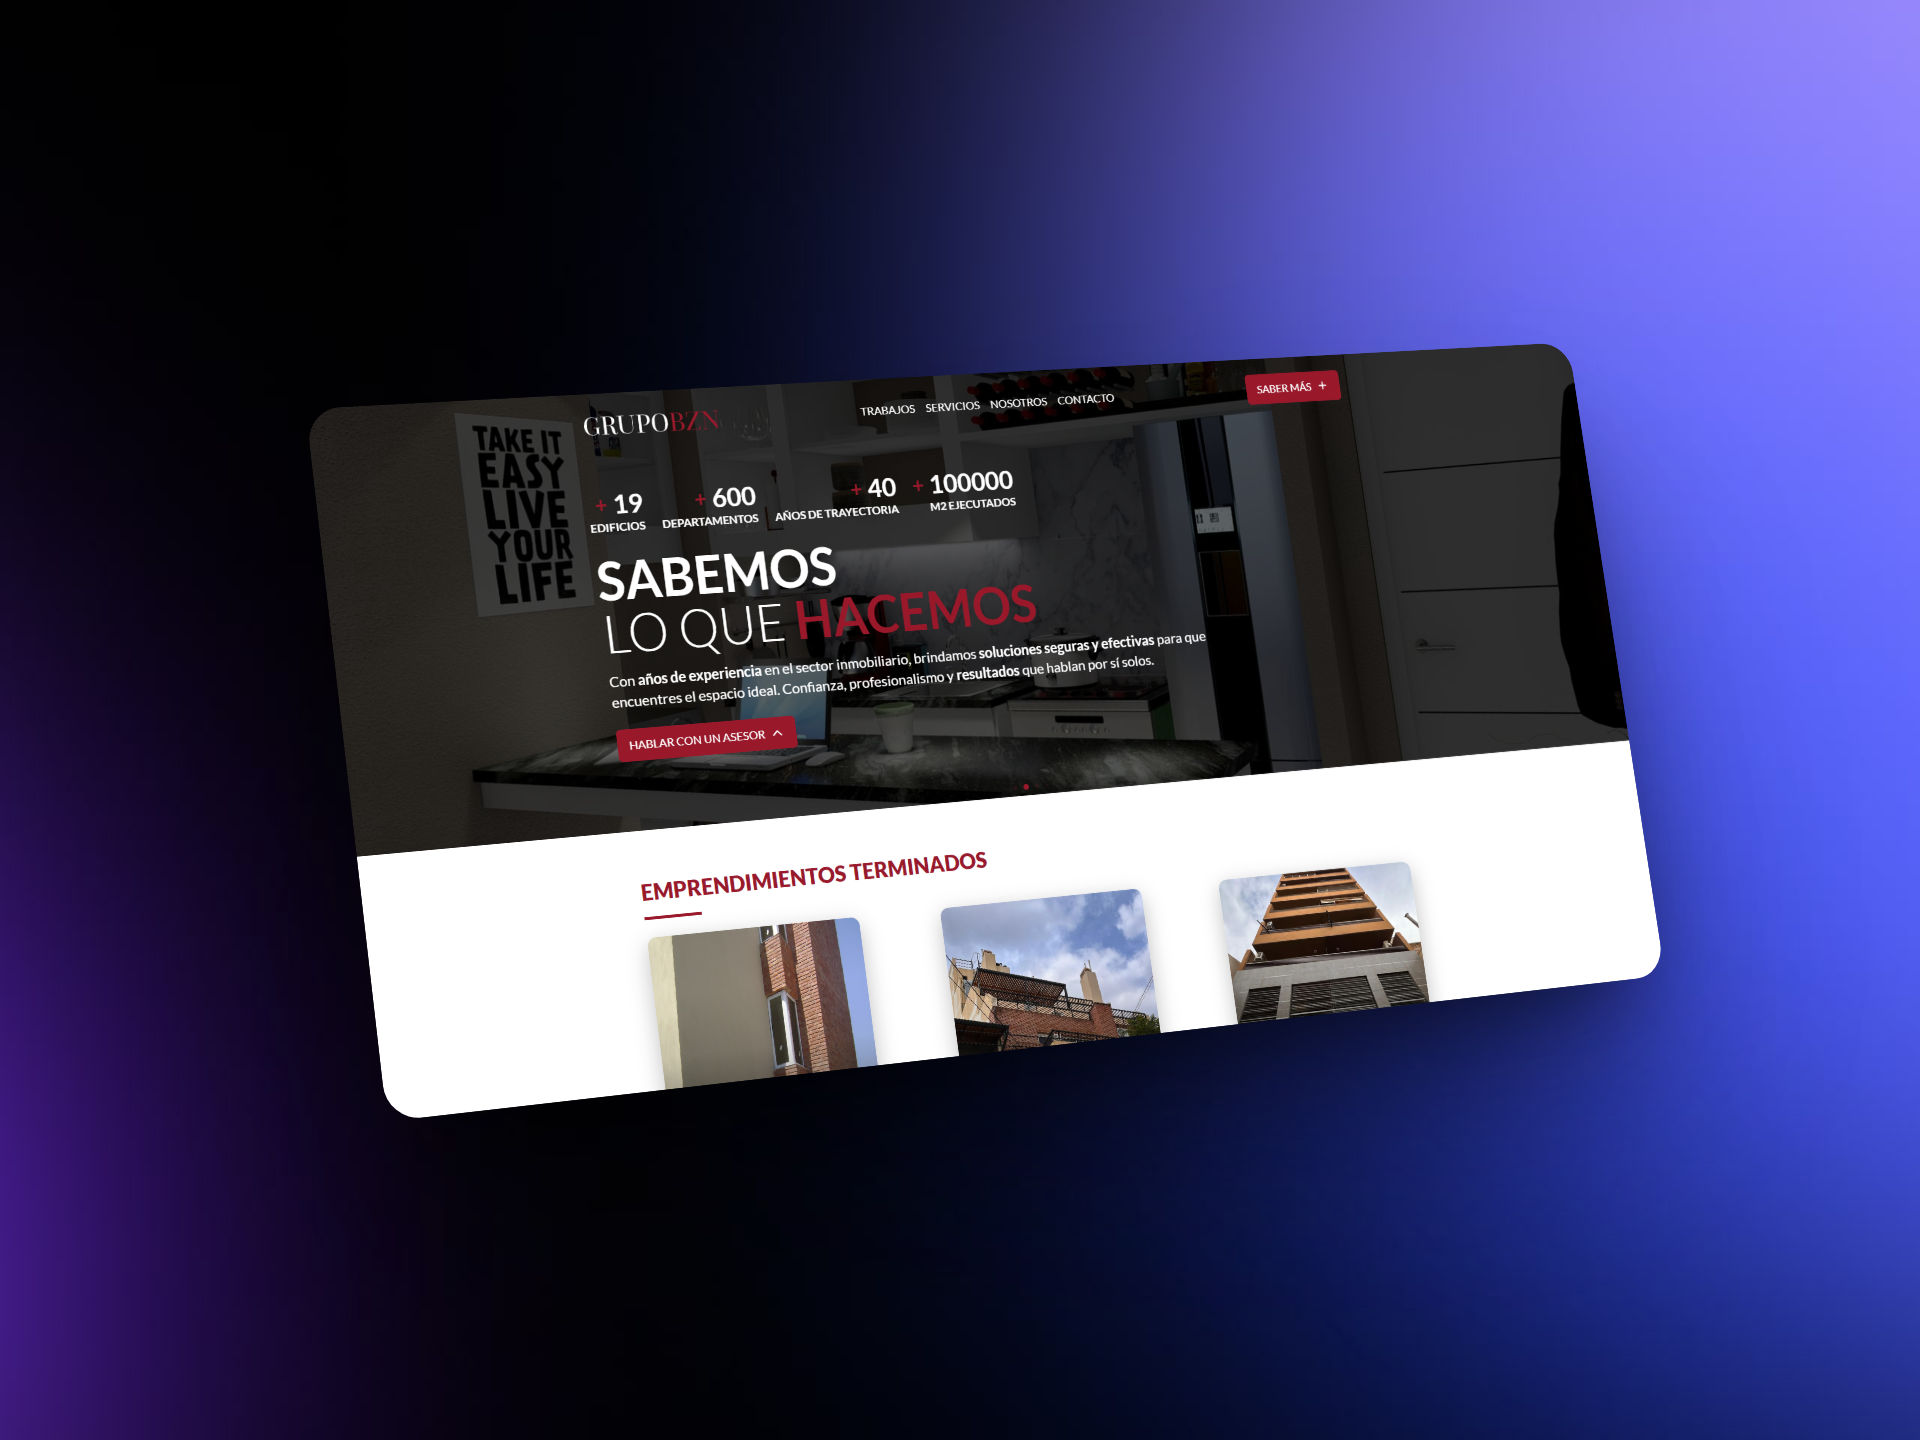 TAKE IT
EASY
LIVE
YOUR
LIFE
GRUPOBZN
TRABAJOS SERVICIOS NOSOTROS CONTACTO
SABER MÁS +
+ 19
EDIFICIOS
+ 600
DEPARTAMENTOS
+ 40
AÑOS DE TRAYECTORIA
+ 100000
M2 EJECUTADOS
SABEMOS
LO QUE HACEMOS
Con años de experiencia en el sector inmobiliario, brindamos soluciones seguras y efectivas para que
encuentres el espacio ideal. Confianza, profesionalismo y resultados que hablan por sí solos.
HABLAR CON UN ASESOR
EMPRENDIMIENTOS TERMINADOS